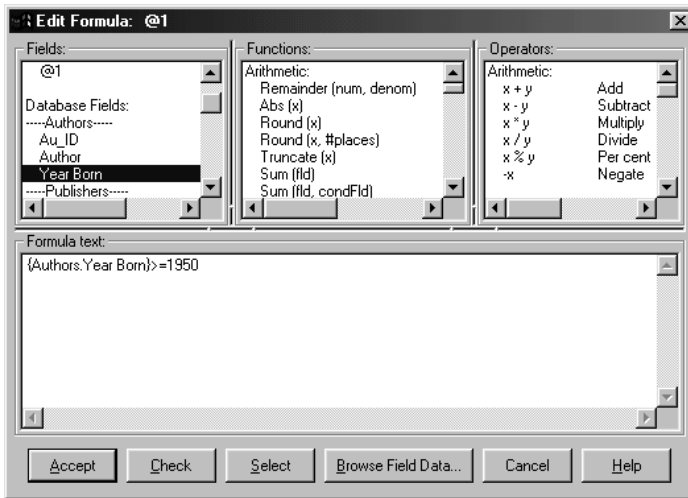 Edit Formula: @1
Fields:
@1
Database Fields:
-----Authors-----
Au_ID
Author
Year Born
-----Publishers-----
Functions:
Arithmetic:
Remainder (num, denom)
Abs (x)
Round (x)
Round (x, #places)
Truncate (x)
Sum (fld)
Sum (fld, condFld)
Operators:
Arithmetic:
x + y Add
x - y Subtract
x * y Multiply
x / y Divide
x % y Per cent
-x Negate
Formula text:
{Authors.Year Born}>=1950
Accept Check Select Browse Field Data... Cancel Help